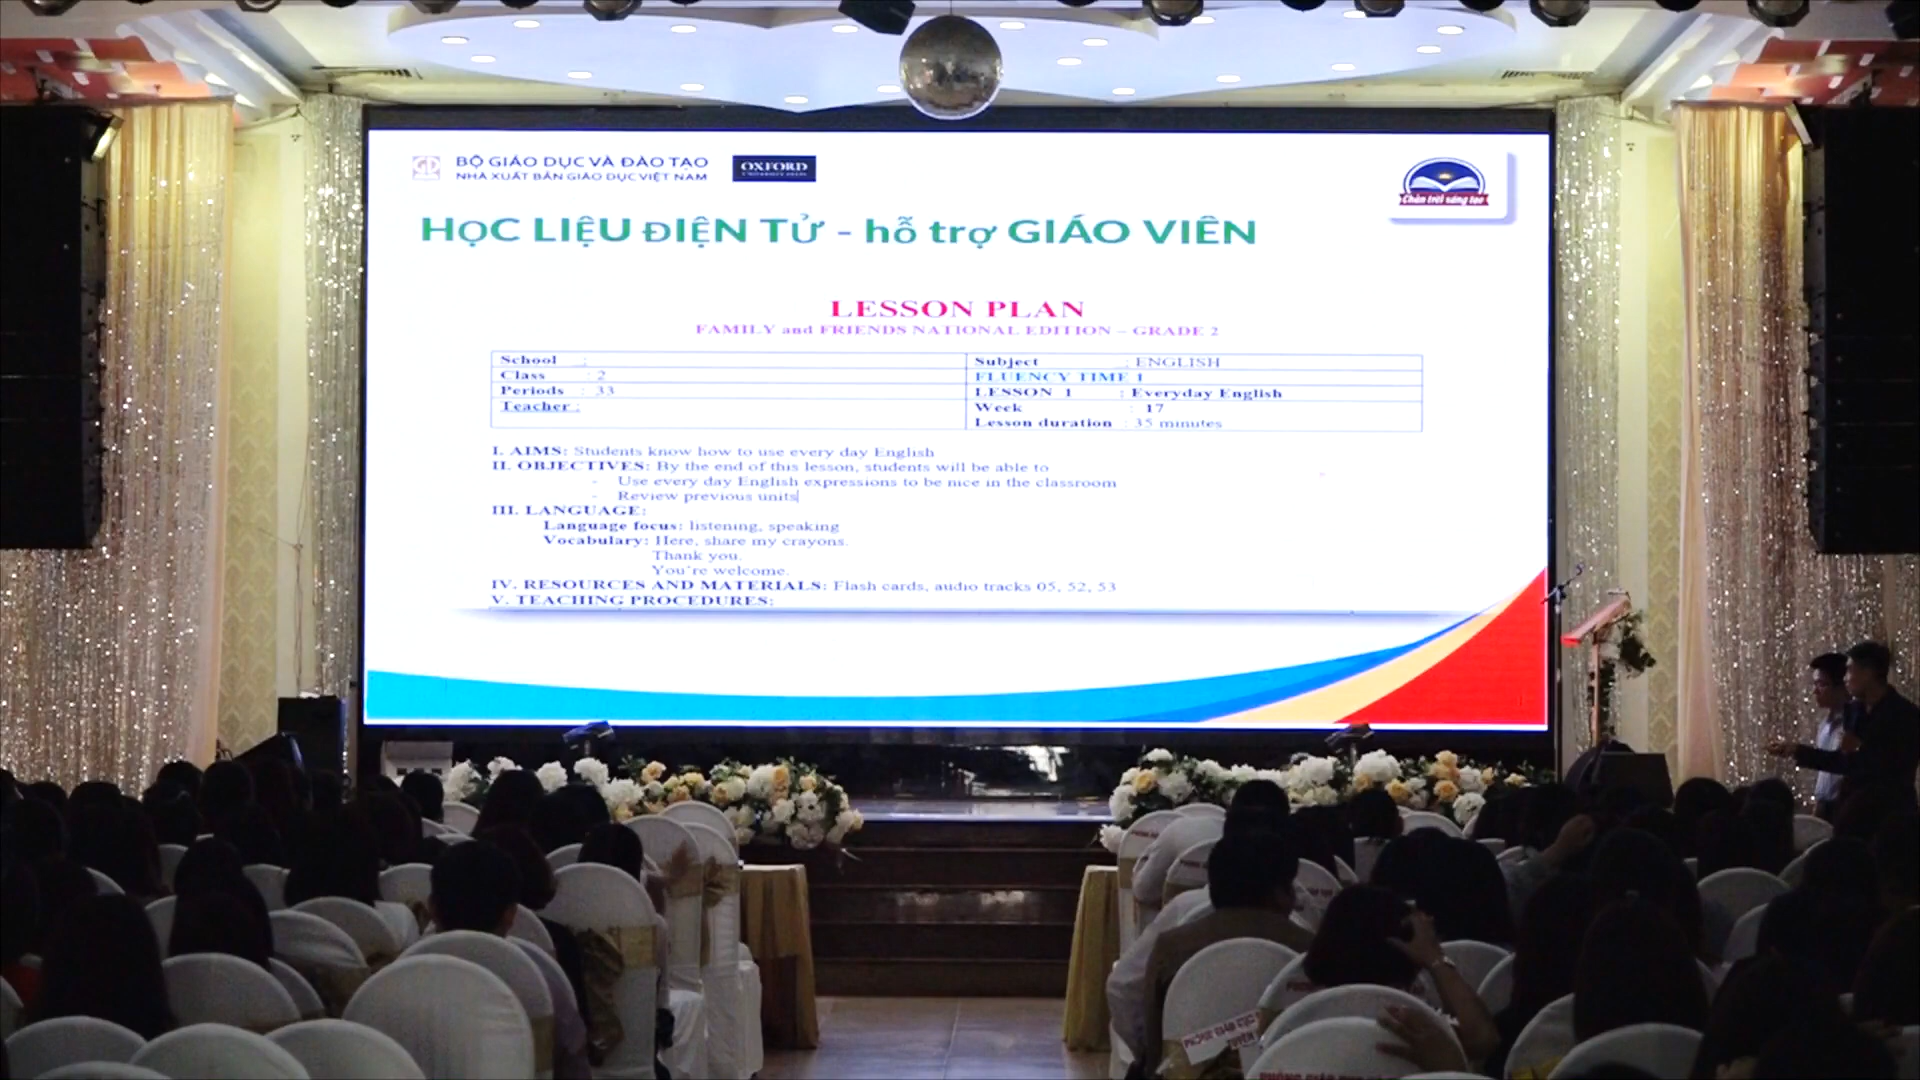 BỘ GIÁO DỤC VÀ ĐÀO TẠO
NHÀ XUẤT BẢN GIÁO DỤC VIỆT NAM
OXFORD
UNIVERSITY PRESS
Chân trời sáng tạo
HỌC LIỆU ĐIỆN TỬ - hỗ trợ GIÁO VIÊN
LESSON PLAN
FAMILY and FRIENDS NATIONAL EDITION – GRADE 2
School :
Class : 2
Periods : 33
Teacher :
Subject : ENGLISH
FLUENCY TIME 1
LESSON 1 : Everyday English
Week : 17
Lesson duration : 35 minutes
I. AIMS: Students know how to use every day English
II. OBJECTIVES: By the end of this lesson, students will be able to
- Use every day English expressions to be nice in the classroom
- Review previous units
III. LANGUAGE:
Language focus: listening, speaking
Vocabulary: Here, share my crayons.
Thank you.
You're welcome.
IV. RESOURCES AND MATERIALS: Flash cards, audio tracks 05, 52, 53
V. TEACHING PROCEDURES: